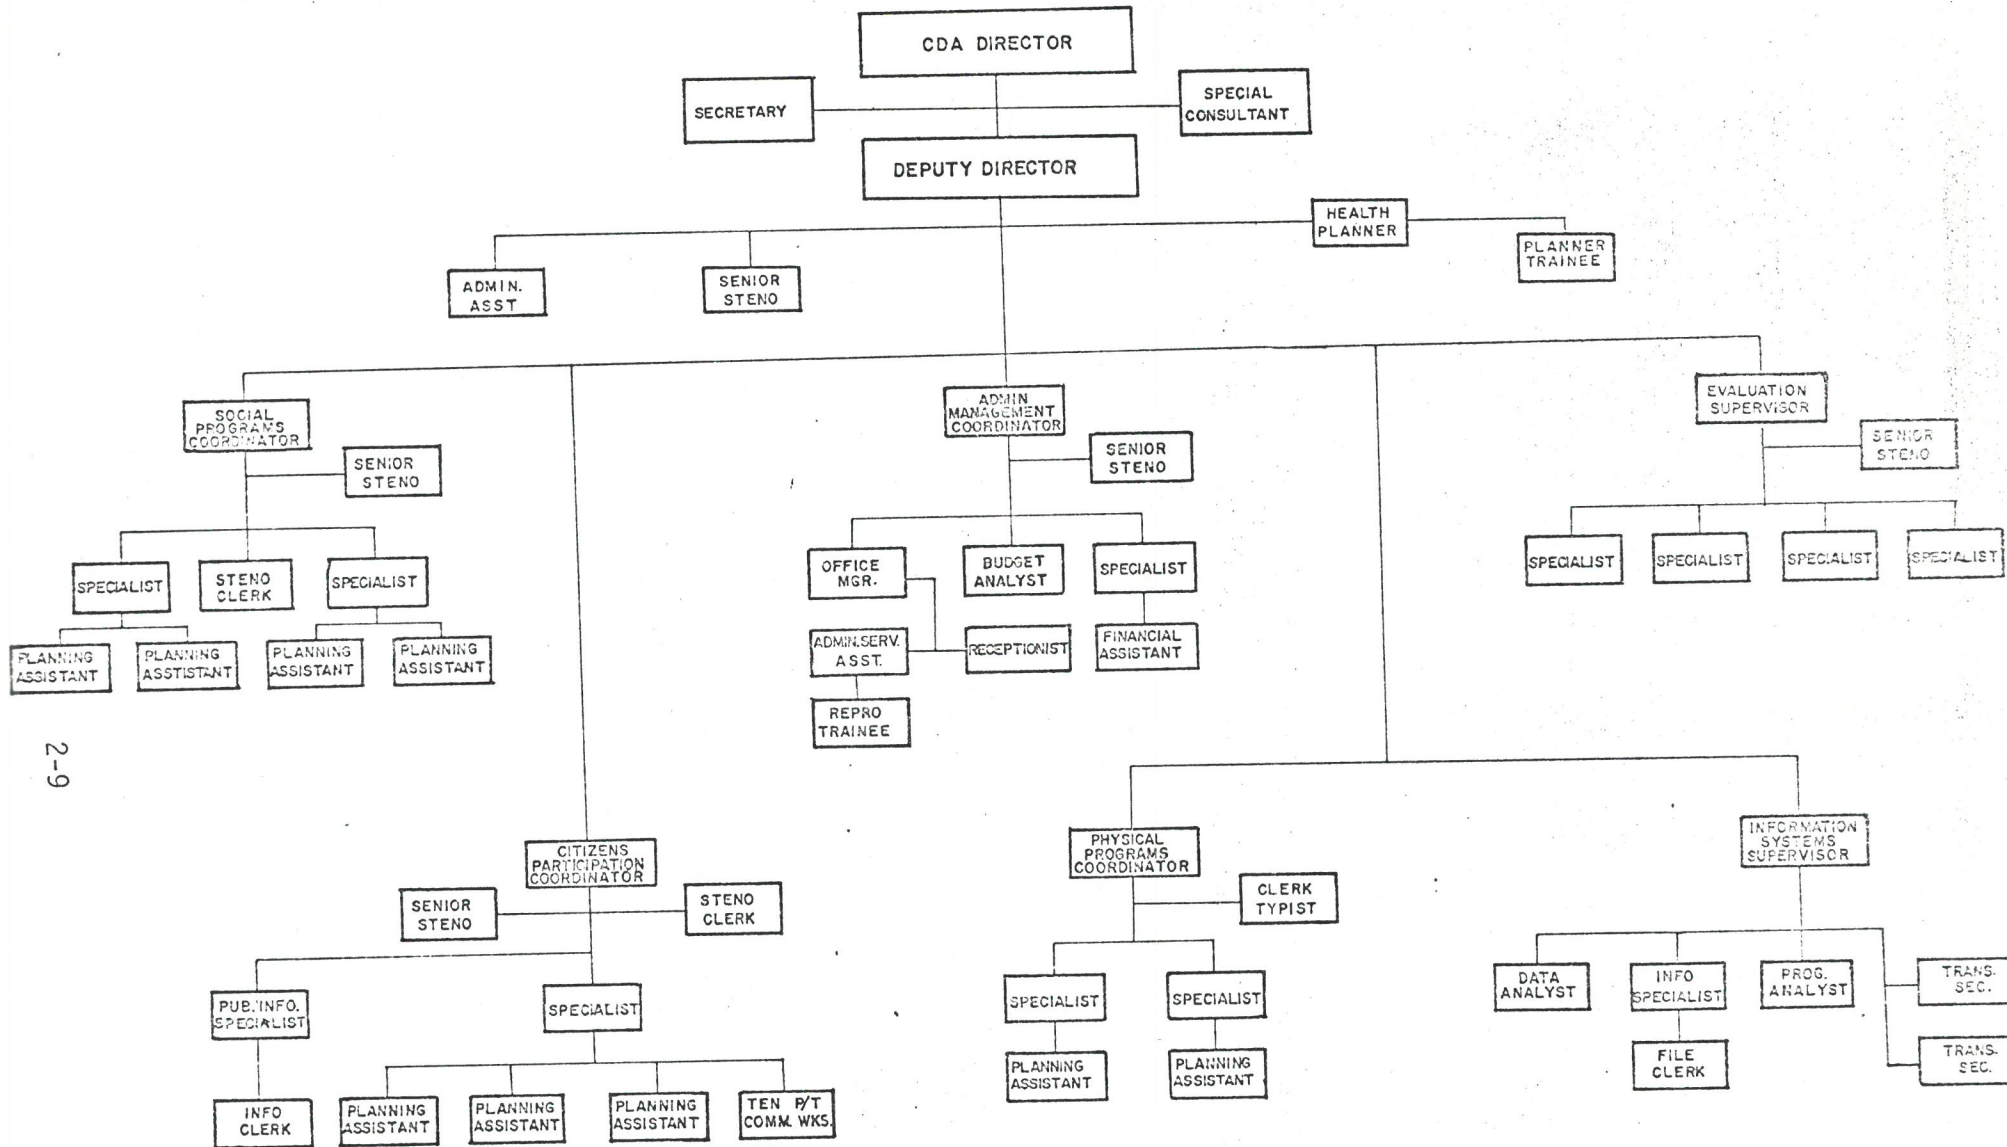 CDA DIRECTOR
SECRETARY
SPECIAL
CONSULTANT
DEPUTY DIRECTOR
HEALTH
PLANNER
PLANNER
TRAINEE
ADMIN.
ASST
SENIOR
STENO
SOCIAL
PROGRAMS
COORDINATOR
SENIOR
STENO
ADMIN
MANAGEMENT
COORDINATOR
SENIOR
STENO
EVALUATION
SUPERVISOR
SENIOR
STENO
SPECIALIST
STENO
CLERK
SPECIALIST
PLANNING
ASSISTANT
PLANNING
ASSTISTANT
PLANNING
ASSISTANT
PLANNING
ASSISTANT
OFFICE
MGR.
BUDGET
ANALYST
SPECIALIST
ADMIN.SERV.
ASST.
RECEPTIONIST
FINANCIAL
ASSISTANT
REPRO
TRAINEE
SPECIALIST
SPECIALIST
SPECIALIST
SPECIALIST
2-9
CITIZENS
PARTICIPATION
COORDINATOR
SENIOR
STENO
STENO
CLERK
PUB.INFO.
SPECIALIST
SPECIALIST
INFO
CLERK
PLANNING
ASSISTANT
PLANNING
ASSISTANT
PLANNING
ASSISTANT
TEN P/T
COMM. WKS.
PHYSICAL
PROGRAMS
COORDINATOR
CLERK
TYPIST
SPECIALIST
SPECIALIST
PLANNING
ASSISTANT
PLANNING
ASSISTANT
INFORMATION
SYSTEMS
SUPERVISOR
DATA
ANALYST
INFO
SPECIALIST
PROG.
ANALYST
TRANS.
SEC.
FILE
CLERK
TRANS.
SEC.